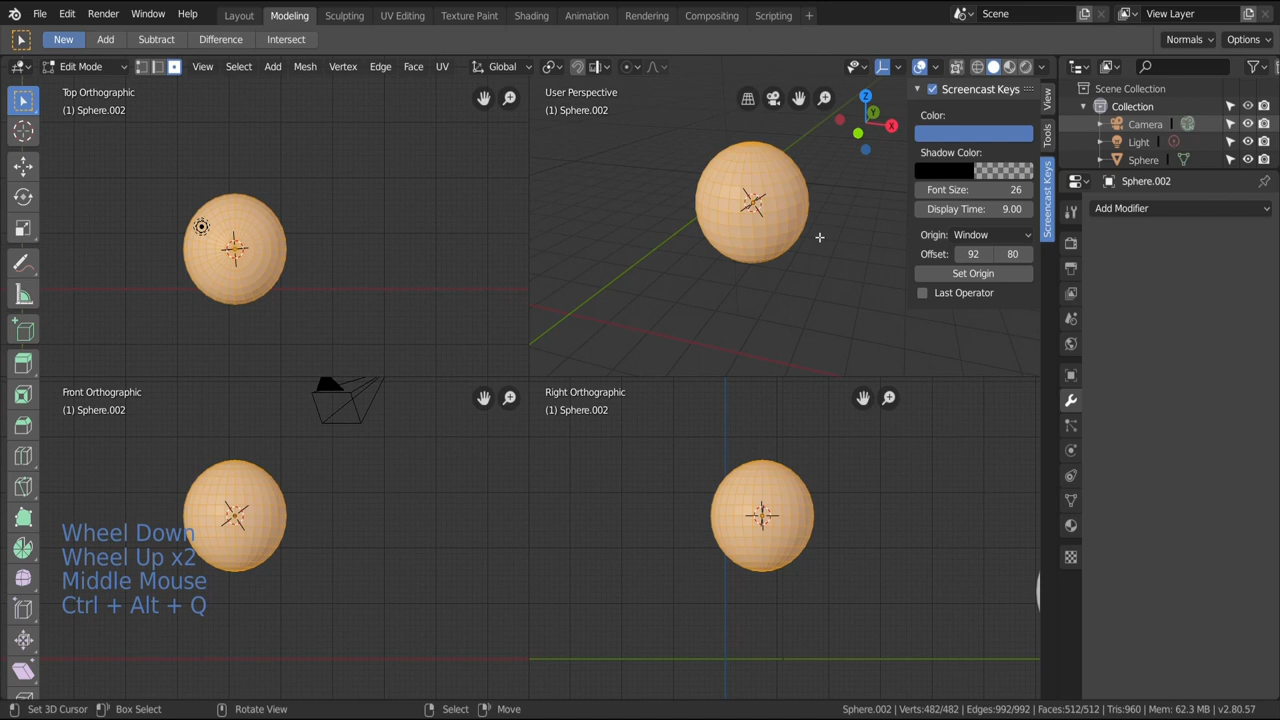 File Edit Render Window Help Layout Modeling Sculpting UV Editing Texture Paint Shading Animation Rendering Compositing Scripting + Scene View Layer
New Add Subtract Difference Intersect Normals Options
Edit Mode View Select Add Mesh Vertex Edge Face UV Global
Top Orthographic
(1) Sphere.002
User Perspective
(1) Sphere.002
Z
Y
X
Screencast Keys
Color:
Shadow Color:
Font Size: 26
Display Time: 9.00
Origin: Window
Offset: 92 80
Set Origin
Last Operator
View
Tools
Screencast Keys
Scene Collection
Collection
Camera
Light
Sphere
Sphere.002
Add Modifier
Front Orthographic
(1) Sphere.002
Right Orthographic
(1) Sphere.002
Wheel Down
Wheel Up x2
Middle Mouse
Ctrl + Alt + Q
Set 3D Cursor Box Select Rotate View Select Move Sphere.002 | Verts:482/482 | Edges:992/992 | Faces:512/512 | Tris:960 | Mem: 62.3 MB | v2.80.57